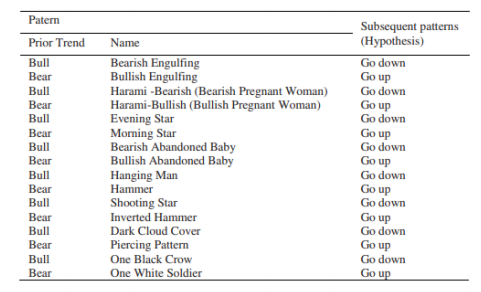 Patern
Subsequent patterns
(Hypothesis)
Prior Trend Name
Bull Bearish Engulfing Go down
Bear Bullish Engulfing Go up
Bull Harami -Bearish (Bearish Pregnant Woman) Go down
Bear Harami-Bullish (Bullish Pregnant Woman) Go up
Bull Evening Star Go down
Bear Morning Star Go up
Bull Bearish Abandoned Baby Go down
Bear Bullish Abandoned Baby Go up
Bull Hanging Man Go down
Bear Hammer Go up
Bull Shooting Star Go down
Bear Inverted Hammer Go up
Bull Dark Cloud Cover Go down
Bear Piercing Pattern Go up
Bull One Black Crow Go down
Bear One White Soldier Go up